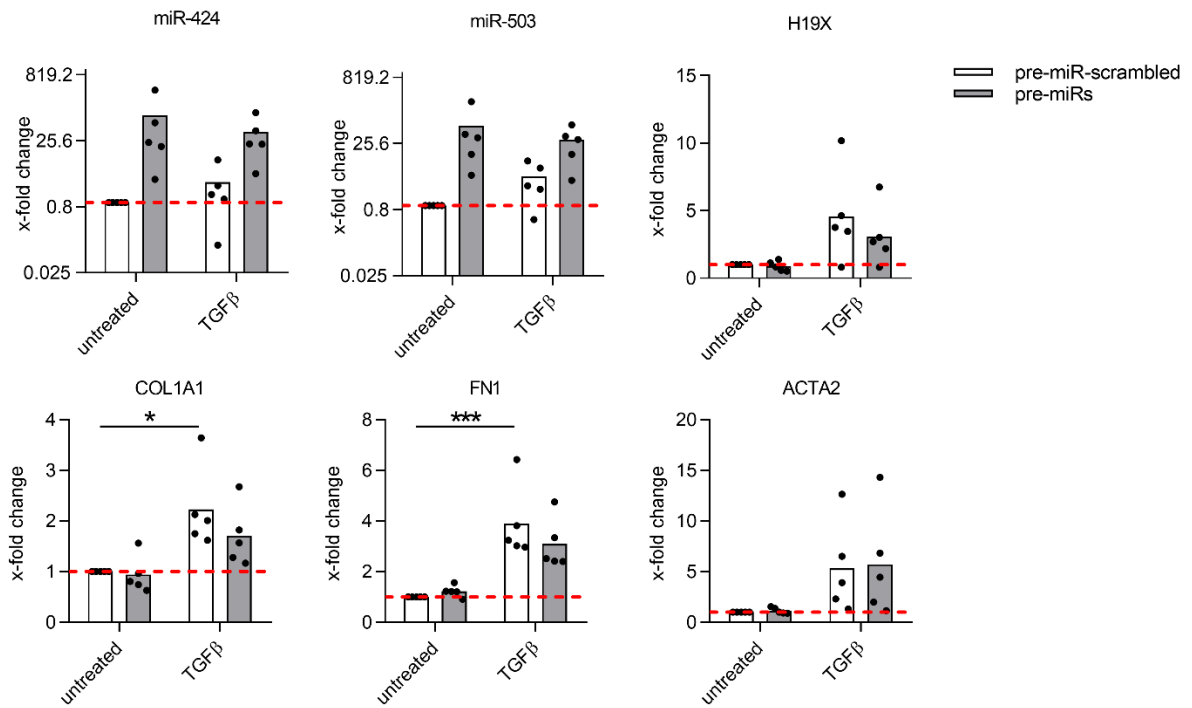 miR-424
miR-503
H19X
pre-miR-scrambled
pre-miRs
x-fold change
819.2
25.6
0.8
0.025
untreated
TGFβ
x-fold change
819.2
25.6
0.8
0.025
untreated
TGFβ
x-fold change
15
10
5
0
untreated
TGFβ
COL1A1
FN1
ACTA2
x-fold change
4
3
2
1
0
*
untreated
TGFβ
x-fold change
8
6
4
2
0
***
untreated
TGFβ
x-fold change
20
15
10
5
0
untreated
TGFβ